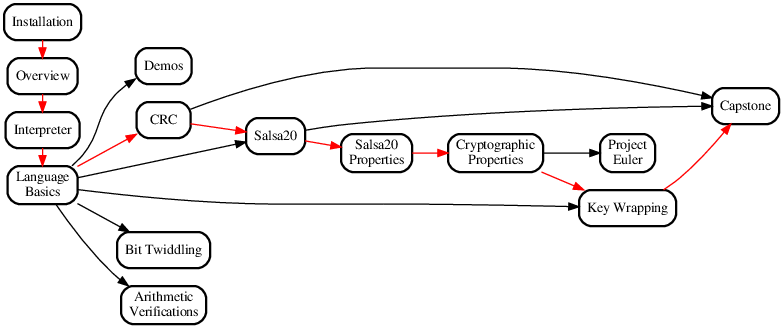 Installation
Overview
Interpreter
Language
Basics
Demos
CRC
Salsa20
Salsa20
Properties
Cryptographic
Properties
Project
Euler
Key Wrapping
Capstone
Bit Twiddling
Arithmetic
Verifications